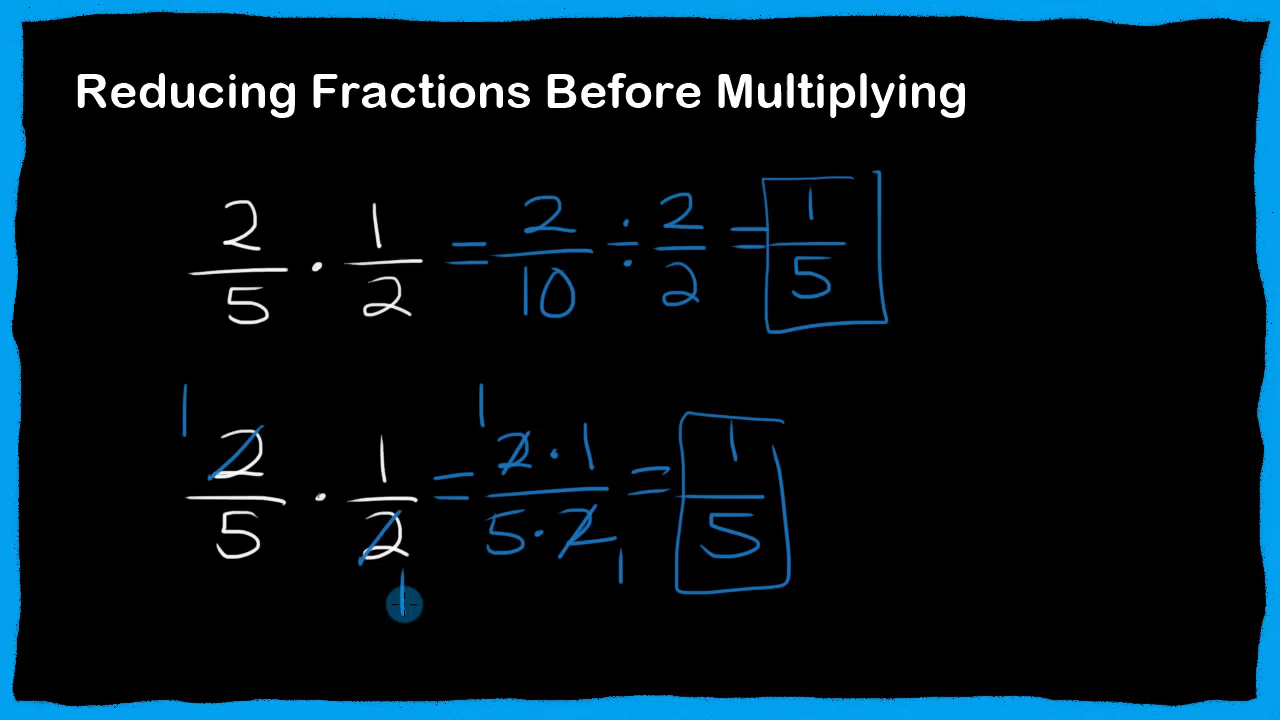 Reducing Fractions Before Multiplying
2/5 · 1/2 = 2/10 ÷ 2/2 = 1/5
1 1
2/5 · 1/2 = 2 · 1/5 · 2 = 1/5
1 1